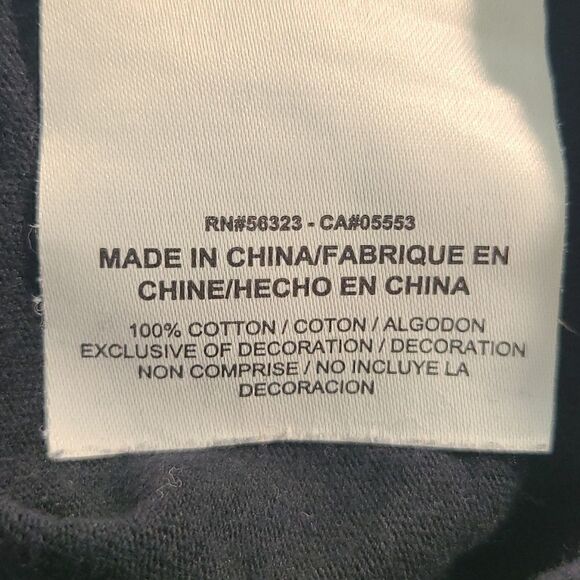 RN#56323 - CA#05553
MADE IN CHINA/FABRIQUE EN
CHINE/HECHO EN CHINA
100% COTTON / COTON / ALGODON
EXCLUSIVE OF DECORATION / DECORATION
NON COMPRISE / NO INCLUYE LA
DECORACION